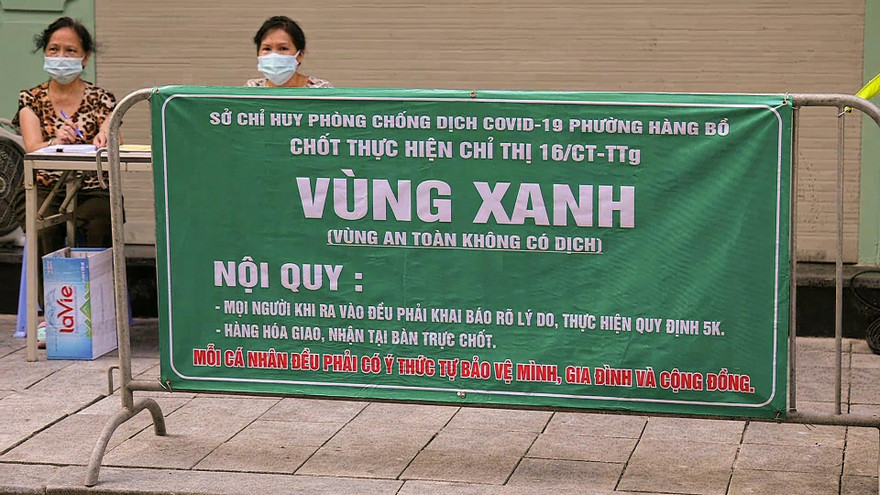 SỞ CHỈ HUY PHÒNG CHỐNG DỊCH COVID-19 PHƯỜNG HÀNG BỒ
CHỐT THỰC HIỆN CHỈ THỊ 16/CT-TTg
VÙNG XANH
(VÙNG AN TOÀN KHÔNG CÓ DỊCH)
NỘI QUY :
- MỌI NGƯỜI KHI RA VÀO ĐỀU PHẢI KHAI BÁO RÕ LÝ DO, THỰC HIỆN QUY ĐỊNH 5K.
- HÀNG HÓA GIAO, NHẬN TẠI BÀN TRỰC CHỐT.
MỖI CÁ NHÂN ĐỀU PHẢI CÓ Ý THỨC TỰ BẢO VỆ MÌNH, GIA ĐÌNH VÀ CỘNG ĐỒNG.
LaVie